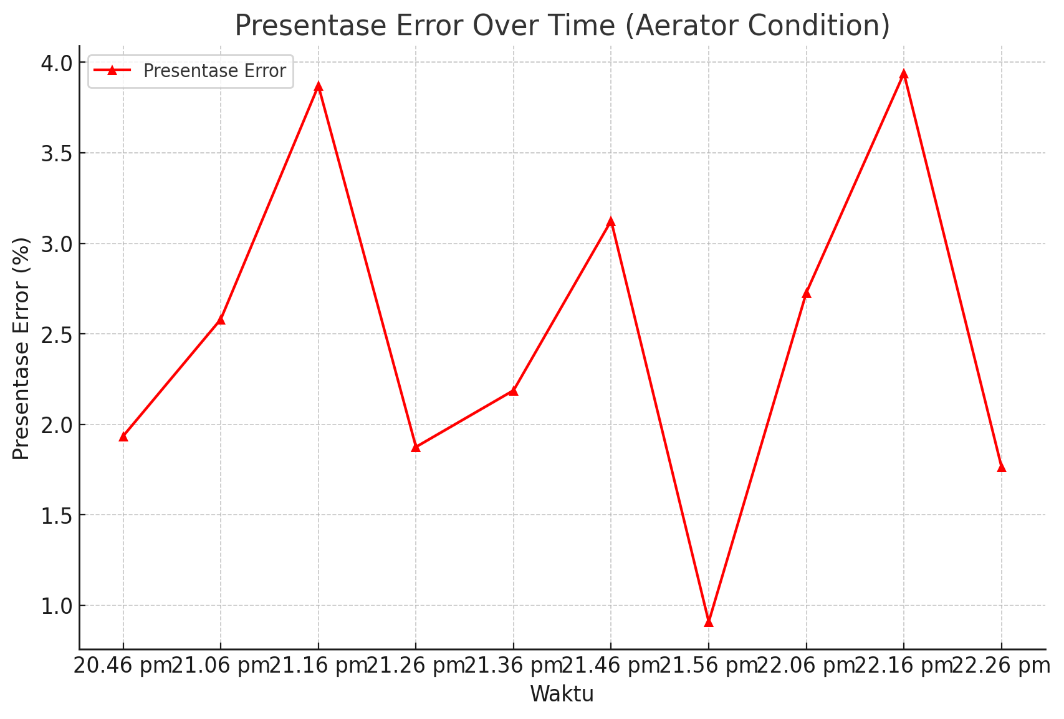 Presentase Error Over Time (Aerator Condition)
Presentase Error
4.0
3.5
3.0
2.5
2.0
1.5
1.0
Presentase Error (%)
20.46 pm 21.06 pm 21.16 pm 21.26 pm 21.36 pm 21.46 pm 21.56 pm 22.06 pm 22.16 pm 22.26 pm
Waktu